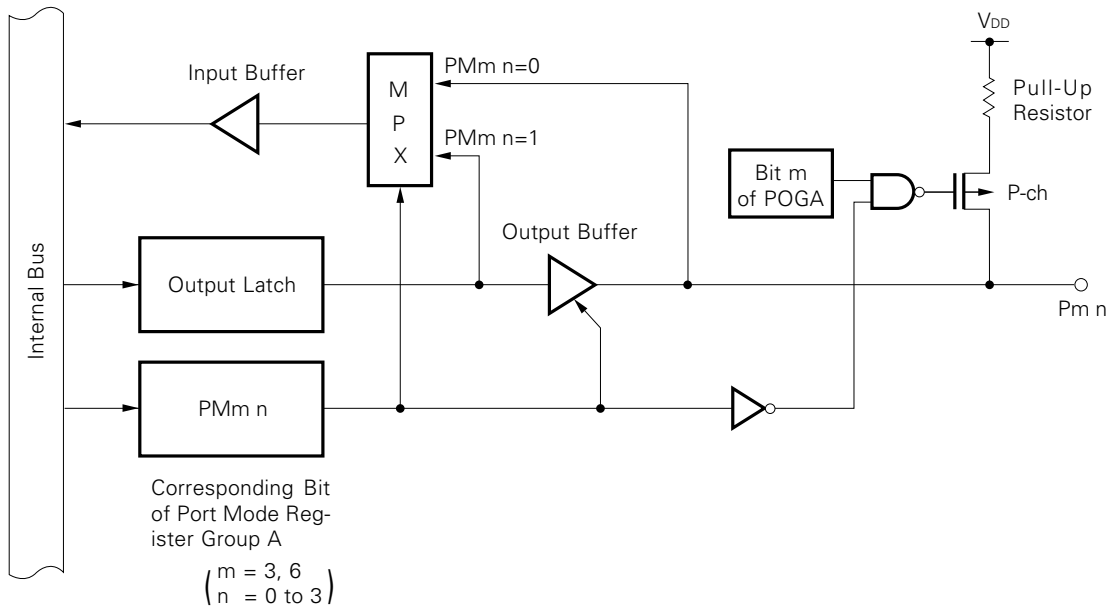 V_DD
Pull-Up
Resistor
Input Buffer
PMm n=0
M
P
X
PMm n=1
Bit m
of POGA
P-ch
Output Buffer
Internal Bus
Output Latch
Pm n
PMm n
Corresponding Bit
of Port Mode Reg-
ister Group A
( m = 3, 6
n = 0 to 3 )